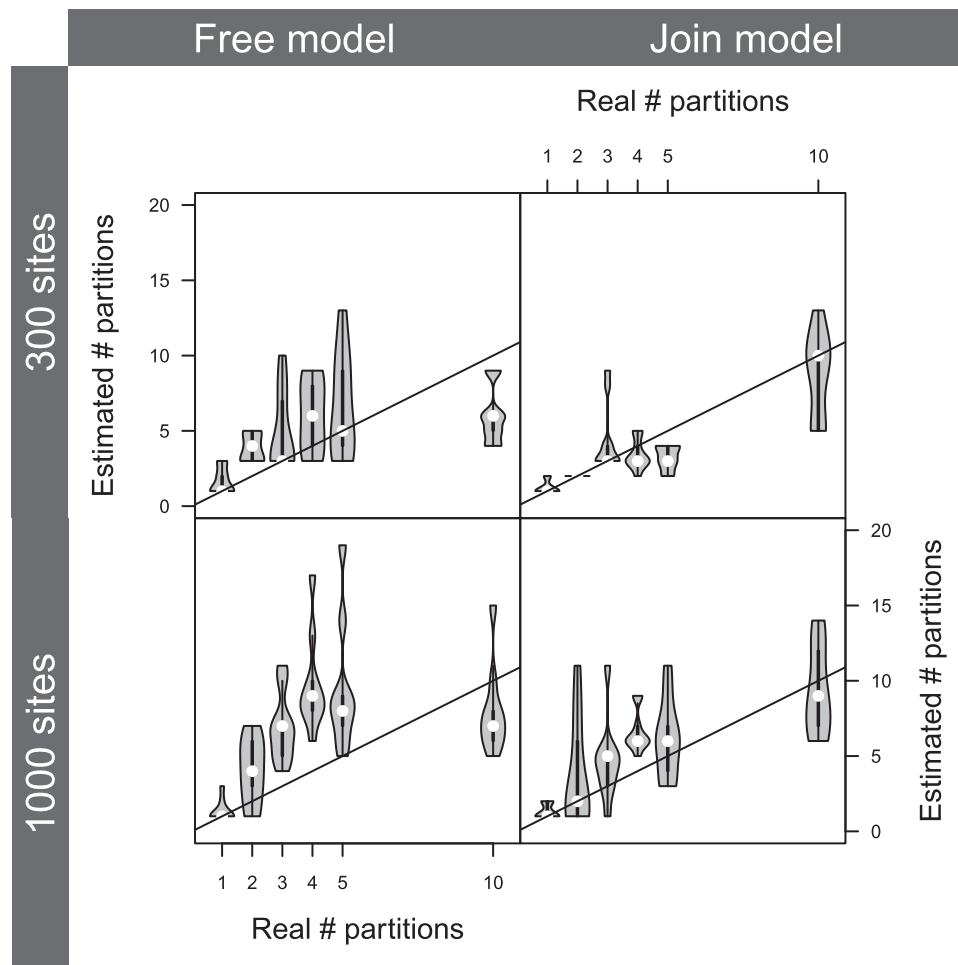 Free model Join model
Real # partitions
1 2 3 4 5 10
300 sites
Estimated # partitions
20
15
10
5
0
1000 sites
20
15
10
5
0
Estimated # partitions
1 2 3 4 5 10
Real # partitions